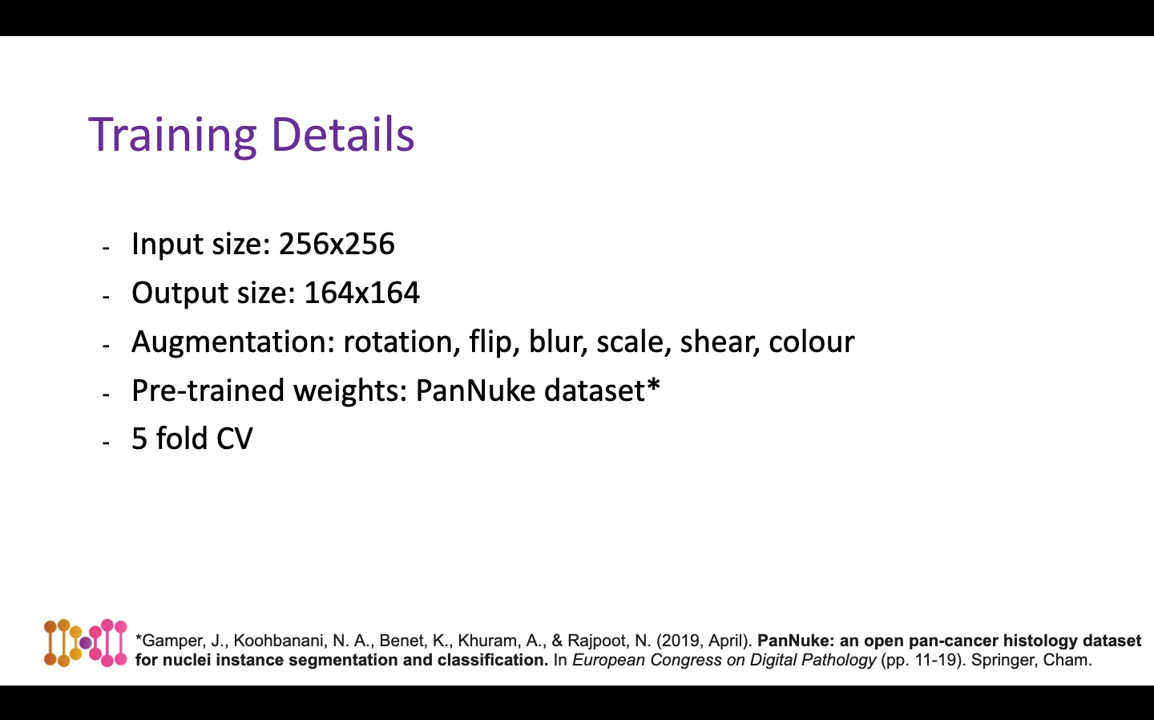 Training Details
- Input size: 256x256
- Output size: 164x164
- Augmentation: rotation, flip, blur, scale, shear, colour
- Pre-trained weights: PanNuke dataset*
- 5 fold CV
*Gamper, J., Koohbanani, N. A., Benet, K., Khuram, A., & Rajpoot, N. (2019, April). PanNuke: an open pan-cancer histology dataset
for nuclei instance segmentation and classification. In European Congress on Digital Pathology (pp. 11-19). Springer, Cham.